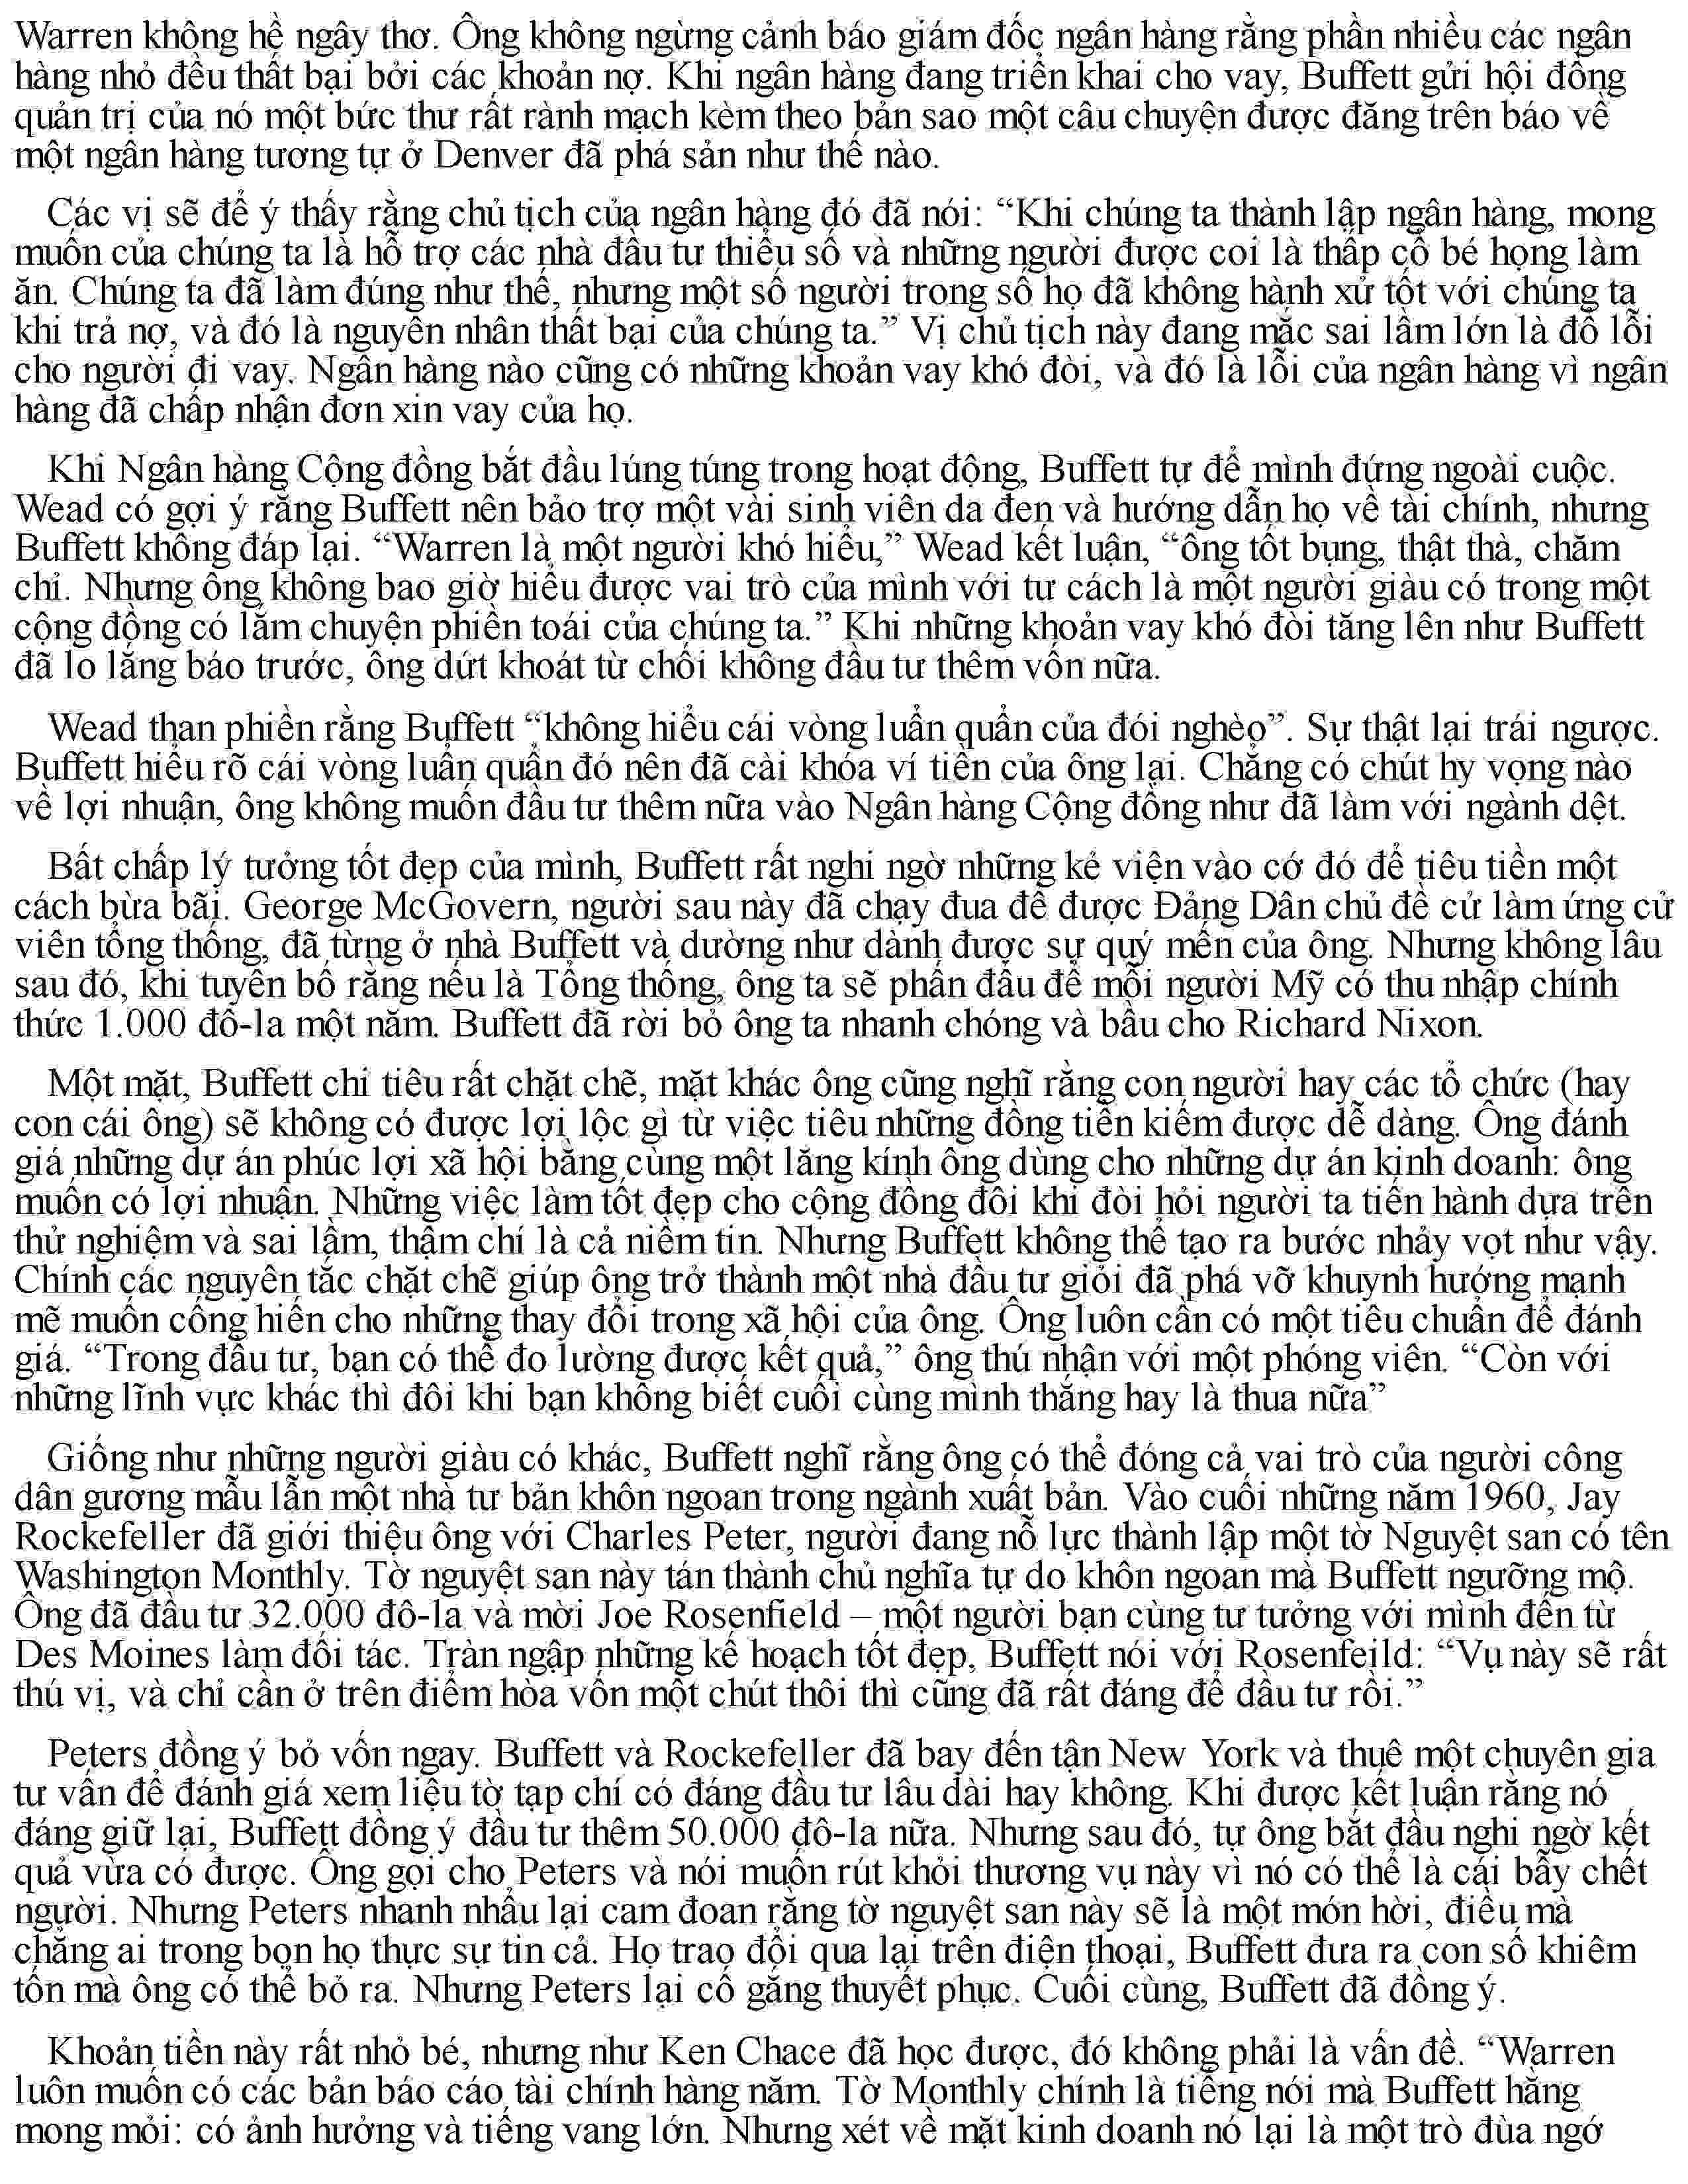 Warren không hề ngây thơ. Ông không ngừng cảnh báo giám đốc ngân hàng rằng phần nhiều các ngân
hàng nhỏ đều thất bại bởi các khoản nợ. Khi ngân hàng đang triển khai cho vay, Buffett gửi hội đồng
quản trị của nó một bức thư rất rành mạch kèm theo bản sao một câu chuyện được đăng trên báo về
một ngân hàng tương tự ở Denver đã phá sản như thế nào.
Các vị sẽ để ý thấy rằng chủ tịch của ngân hàng đó đã nói: “Khi chúng ta thành lập ngân hàng, mong
muốn của chúng ta là hỗ trợ các nhà đầu tư thiểu số và những người được coi là thấp cổ bé họng làm
ăn. Chúng ta đã làm đúng như thế, nhưng một số người trong số họ đã không hành xử tốt với chúng ta
khi trả nợ, và đó là nguyên nhân thất bại của chúng ta.” Vị chủ tịch này đang mắc sai lầm lớn là đổ lỗi
cho người đi vay. Ngân hàng nào cũng có những khoản vay khó đòi, và đó là lỗi của ngân hàng vì ngân
hàng đã chấp nhận đơn xin vay của họ.
Khi Ngân hàng Cộng đồng bắt đầu lúng túng trong hoạt động, Buffett tự để mình đứng ngoài cuộc.
Wead có gợi ý rằng Buffett nên bảo trợ một vài sinh viên da đen và hướng dẫn họ về tài chính, nhưng
Buffett không đáp lại. “Warren là một người khó hiểu,” Wead kết luận, “ông tốt bụng, thật thà, chăm
chỉ. Nhưng ông không bao giờ hiểu được vai trò của mình với tư cách là một người giàu có trong một
cộng đồng có lắm chuyện phiền toái của chúng ta.” Khi những khoản vay khó đòi tăng lên như Buffett
đã lo lắng báo trước, ông dứt khoát từ chối không đầu tư thêm vốn nữa.
Wead than phiền rằng Buffett “không hiểu cái vòng luẩn quẩn của đói nghèo”. Sự thật lại trái ngược.
Buffett hiểu rõ cái vòng luẩn quẩn đó nên đã cài khóa ví tiền của ông lại. Chẳng có chút hy vọng nào
về lợi nhuận, ông không muốn đầu tư thêm nữa vào Ngân hàng Cộng đồng như đã làm với ngành dệt.
Bất chấp lý tưởng tốt đẹp của mình, Buffett rất nghi ngờ những kẻ viện vào cớ đó để tiêu tiền một
cách bừa bãi. George McGovern, người sau này đã chạy đua để được Đảng Dân chủ đề cử làm ứng cử
viên tổng thống, đã từng ở nhà Buffett và dường như dành được sự quý mến của ông. Nhưng không lâu
sau đó, khi tuyên bố rằng nếu là Tổng thống, ông ta sẽ phấn đấu để mỗi người Mỹ có thu nhập chính
thức 1.000 đô-la một năm. Buffett đã rời bỏ ông ta nhanh chóng và bầu cho Richard Nixon.
Một mặt, Buffett chi tiêu rất chặt chẽ, mặt khác ông cũng nghĩ rằng con người hay các tổ chức (hay
con cái ông) sẽ không có được lợi lộc gì từ việc tiêu những đồng tiền kiếm được dễ dàng. Ông đánh
giá những dự án phúc lợi xã hội bằng cùng một lăng kính ông dùng cho những dự án kinh doanh: ông
muốn có lợi nhuận. Những việc làm tốt đẹp cho cộng đồng đôi khi đòi hỏi người ta tiến hành dựa trên
thử nghiệm và sai lầm, thậm chí là cả niềm tin. Nhưng Buffett không thể tạo ra bước nhảy vọt như vậy.
Chính các nguyên tắc chặt chẽ giúp ông trở thành một nhà đầu tư giỏi đã phá vỡ khuynh hướng mạnh
mẽ muốn cống hiến cho những thay đổi trong xã hội của ông. Ông luôn cần có một tiêu chuẩn để đánh
giá. “Trong đầu tư, bạn có thể đo lường được kết quả,” ông thú nhận với một phóng viên. “Còn với
những lĩnh vực khác thì đôi khi bạn không biết cuối cùng mình thắng hay là thua nữa”
Giống như những người giàu có khác, Buffett nghĩ rằng ông có thể đóng cả vai trò của người công
dân gương mẫu lẫn một nhà tư bản khôn ngoan trong ngành xuất bản. Vào cuối những năm 1960, Jay
Rockefeller đã giới thiệu ông với Charles Peter, người đang nỗ lực thành lập một tờ Nguyệt san có tên
Washington Monthly. Tờ nguyệt san này tán thành chủ nghĩa tự do khôn ngoan mà Buffett ngưỡng mộ.
Ông đã đầu tư 32.000 đô-la và mời Joe Rosenfield – một người bạn cùng tư tưởng với mình đến từ
Des Moines làm đối tác. Tràn ngập những kế hoạch tốt đẹp, Buffett nói với Rosenfeild: “Vụ này sẽ rất
thú vị, và chỉ cần ở trên điểm hòa vốn một chút thôi thì cũng đã rất đáng để đầu tư rồi.”
Peters đồng ý bỏ vốn ngay. Buffett và Rockefeller đã bay đến tận New York và thuê một chuyên gia
tư vấn để đánh giá xem liệu tờ tạp chí có đáng đầu tư lâu dài hay không. Khi được kết luận rằng nó
đáng giữ lại, Buffett đồng ý đầu tư thêm 50.000 đô-la nữa. Nhưng sau đó, tự ông bắt đầu nghi ngờ kết
quả vừa có được. Ông gọi cho Peters và nói muốn rút khỏi thương vụ này vì nó có thể là cái bẫy chết
người. Nhưng Peters nhanh nhẩu lại cam đoan rằng tờ nguyệt san này sẽ là một món hời, điều mà
chẳng ai trong bọn họ thực sự tin cả. Họ trao đổi qua lại trên điện thoại, Buffett đưa ra con số khiêm
tốn mà ông có thể bỏ ra. Nhưng Peters lại cố gắng thuyết phục. Cuối cùng, Buffett đã đồng ý.
Khoản tiền này rất nhỏ bé, nhưng như Ken Chace đã học được, đó không phải là vấn đề. “Warren
luôn muốn có các bản báo cáo tài chính hàng năm. Tờ Monthly chính là tiếng nói mà Buffett hằng
mong mỏi: có ảnh hưởng và tiếng vang lớn. Nhưng xét về mặt kinh doanh nó lại là một trò đùa ngớ